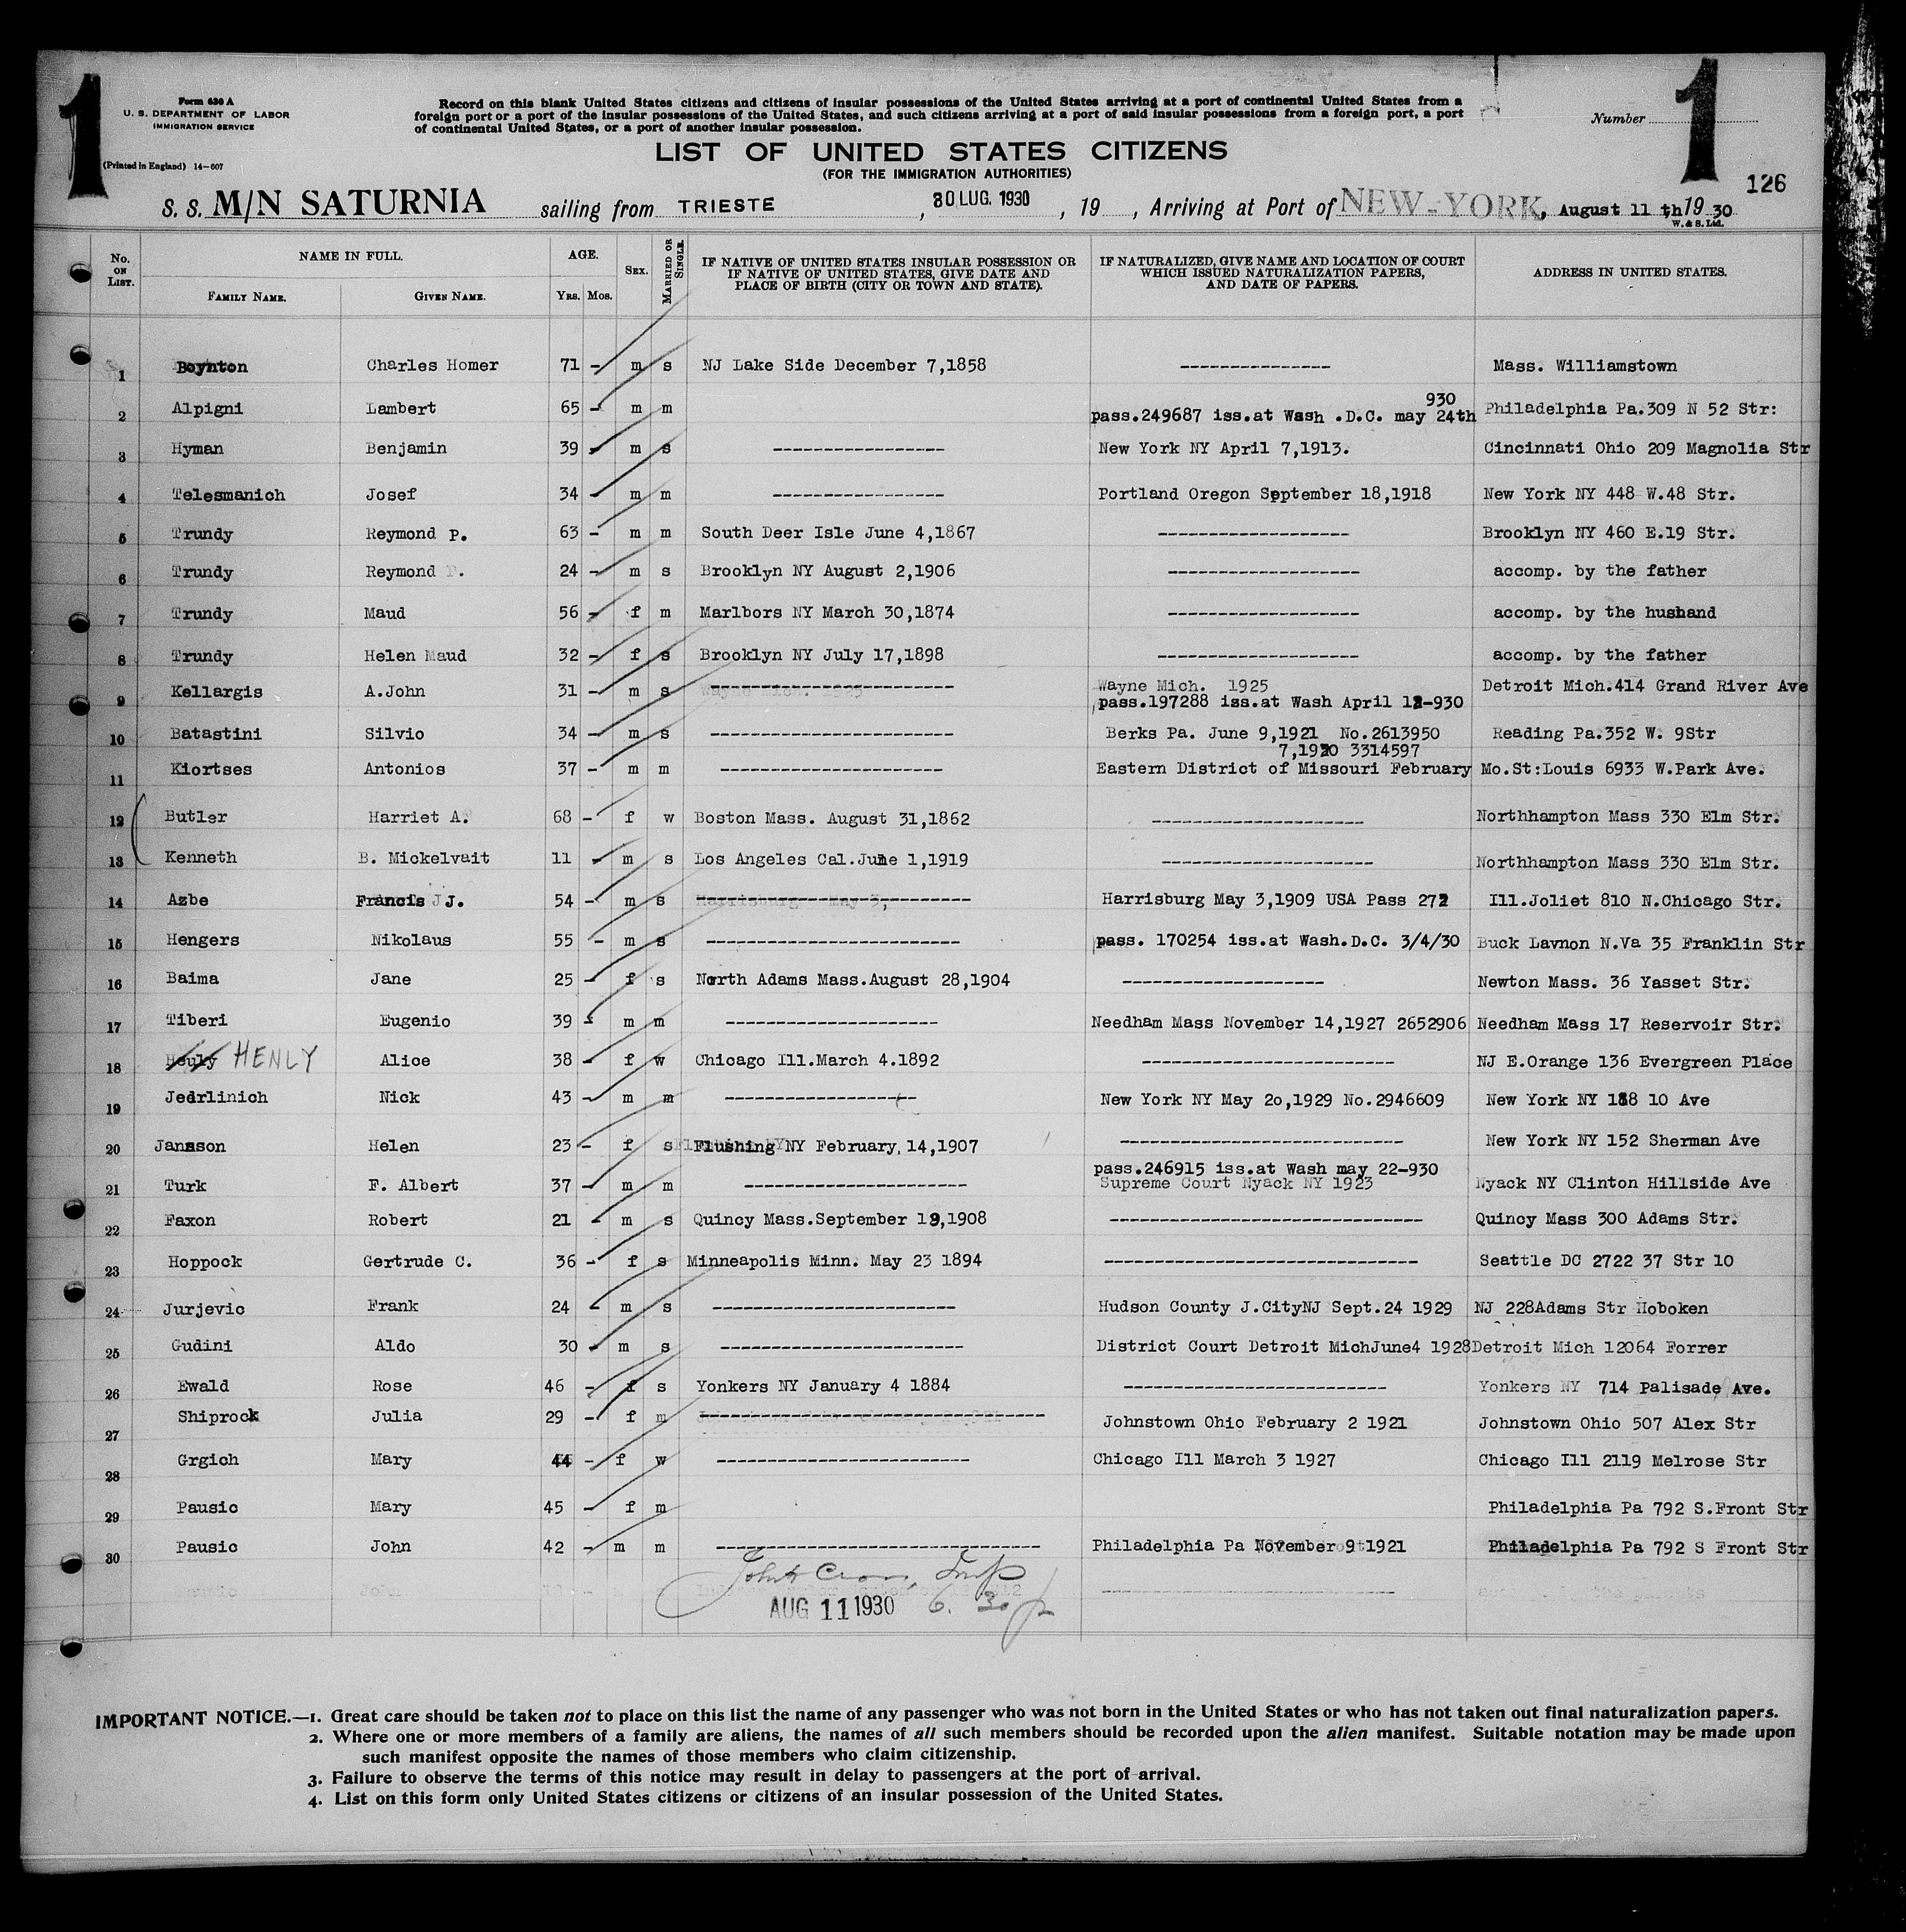 1
Form 630 A
U. S. DEPARTMENT OF LABOR
IMMIGRATION SERVICE
(Printed in England) 14-607
Record on this blank United States citizens and citizens of insular possessions of the United States arriving at a port of continental United States from a
foreign port or a port of the insular possessions of the United States, and such citizens arriving at a port of said insular possessions from a foreign port, a port
of continental United States, or a port of another insular possession.
Number
1
LIST OF UNITED STATES CITIZENS
(FOR THE IMMIGRATION AUTHORITIES)
126
S. S. M/N SATURNIA sailing from TRIESTE , 30 LUG. 1930 , 19 , Arriving at Port of NEW-YORK, August 11 th 19 30
W. & S. Ltd.
No. ON LIST. NAME IN FULL. FAMILY NAME. GIVEN NAME. AGE. YRS. MOS. SEX. MARRIED OR SINGLE. IF NATIVE OF UNITED STATES INSULAR POSSESSION OR IF NATIVE OF UNITED STATES, GIVE DATE AND PLACE OF BIRTH (CITY OR TOWN AND STATE). IF NATURALIZED, GIVE NAME AND LOCATION OF COURT WHICH ISSUED NATURALIZATION PAPERS, AND DATE OF PAPERS. ADDRESS IN UNITED STATES.
1 Boynton Charles Homer 71 - m s NJ Lake Side December 7,1858 --------------- Mass. Williamstown
930
2 Alpigni Lambert 65 - m m pass.249687 iss.at Wash .D.C. may 24th Philadelphia Pa.309 N 52 Str:
3 Hyman Benjamin 39 - m s ----------------- New York NY April 7,1913. Cincinnati Ohio 209 Magnolia Str
4 Telesmanich Josef 34 - m m ----------------- Portland Oregon September 18,1918 New York NY 448 W.48 Str.
5 Trundy Reymond P. 63 - m m South Deer Isle June 4,1867 ------------------- Brooklyn NY 460 E.19 Str.
6 Trundy Reymond F. 24 - m s Brooklyn NY August 2,1906 ------------------- accomp. by the father
7 Trundy Maud 56 - f m Marlbors NY March 30,1874 ------------------- accomp. by the husband
8 Trundy Helen Maud 32 - f s Brooklyn NY July 17,1898 -------------------- accomp. by the father
9 Kellargis A.John 31 - m s ------------------------ Wayne Mich. 1925 Detroit Mich.414 Grand River Ave
pass.197288 iss.at Wash April 12-930
10 Batastini Silvio 34 - m s ------------------------ Berks Pa. June 9,1921 No.2613950 Reading Pa.352 W. 9Str
7,1930 3314597
11 Kiortses Antonios 37 - m m ---------------------- Eastern District of Missouri February Mo.St:Louis 6933 W.Park Ave.
12 Butler Harriet A. 68 - f w Boston Mass. August 31,1862 --------------------- Northhampton Mass 330 Elm Str.
13 Kenneth B. Mickelvait 11 - m s Los Angeles Cal.June 1,1919 --------------------- Northhampton Mass 330 Elm Str.
14 Azbe Francis J. 54 - m s --------------------------- Harrisburg May 3,1909 USA Pass 272 Ill.Joliet 810 N.Chicago Str.
15 Hengers Nikolaus 55 - m s ------------------------- pass. 170254 iss.at Wash.D.C. 3/4/30 Buck Lavnon N.Va 35 Franklin Str
16 Baima Jane 25 - f s North Adams Mass.August 28,1904 -------------------- Newton Mass. 36 Yasset Str.
17 Tiberi Eugenio 39 - m m --------------------- Needham Mass November 14,1927 2652906 Needham Mass 17 Reservoir Str.
18 Heuly HENLY Alice 38 - f w Chicago Ill.March 4.1892 ------------------------- NJ E.Orange 136 Evergreen Place
19 Jedrlinich Nick 43 - m m ------------------- New York NY May 2o,1929 No.2946609 New York NY 188 10 Ave
20 Jansson Helen 23 - f s Flushing NY February, 14,1907 ---------------------------- New York NY 152 Sherman Ave
pass.246915 iss.at Wash may 22-930
21 Turk F. Albert 37 - m m ---------------------- Supreme Court Nyack NY 1923 Nyack NY Clinton Hillside Ave
22 Faxon Robert 21 - m s Quincy Mass.September 19,1908 ------------------------------- Quincy Mass 300 Adams Str.
23 Hoppock Gertrude C. 36 - f s Minneapolis Minn. May 23 1894 ------------------------------- Seattle DC 2722 37 Str 10
24 Jurjevic Frank 24 - m s ------------------------ Hudson County J.CityNJ Sept.24 1929 NJ 228Adams Str Hoboken
25 Gudini Aldo 30 - m s ------------------------ District Court Detroit MichJune4 1928 Detroit Mich 12064 Forrer
26 Ewald Rose 46 - f s Yonkers NY January 4 1884 -------------------------- Yonkers NY 714 Palisade Ave.
27 Shiprock Julia 29 - f m ---------------------------------- Johnstown Ohio February 2 1921 Johnstown Ohio 507 Alex Str
28 Grgich Mary 44 - f w ------------------------- Chicago Ill March 3 1927 Chicago Ill 2119 Melrose Str
29 Pausic Mary 45 - f m Philadelphia Pa 792 S.Front Str
30 Pausic John 42 - m m -------------------------------- Philadelphia Pa November 9 1921 Philadelphia Pa 792 S Front Str
AUG 11 1930 6. 30 p
IMPORTANT NOTICE.—1. Great care should be taken not to place on this list the name of any passenger who was not born in the United States or who has not taken out final naturalization papers.
2. Where one or more members of a family are aliens, the names of all such members should be recorded upon the alien manifest. Suitable notation may be made upon
such manifest opposite the names of those members who claim citizenship.
3. Failure to observe the terms of this notice may result in delay to passengers at the port of arrival.
4. List on this form only United States citizens or citizens of an insular possession of the United States.